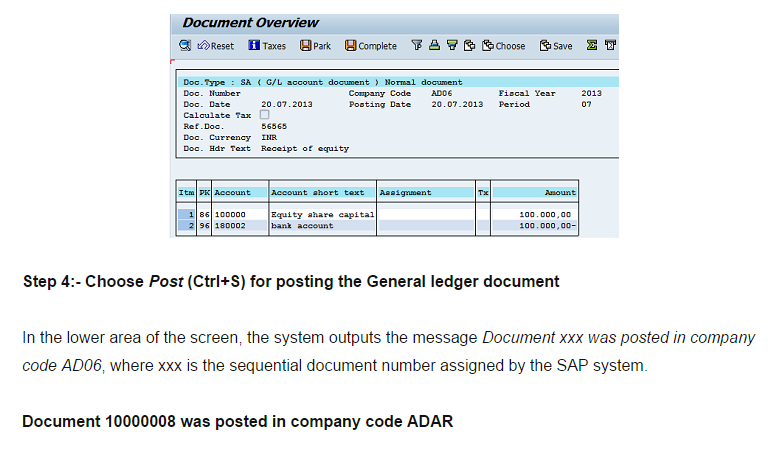 Document Overview
Reset Taxes Park Complete Choose Save
Doc.Type : SA ( G/L account document ) Normal document
Doc. Number Company Code AD06 Fiscal Year 2013
Doc. Date 20.07.2013 Posting Date 20.07.2013 Period 07
Calculate Tax
Ref.Doc. 56565
Doc. Currency INR
Doc. Hdr Text Receipt of equity
Itm PK Account Account short text Assignment Tx Amount
1 86 100000 Equity share capital 100.000,00
2 96 180002 bank account 100.000,00-
Step 4:- Choose Post (Ctrl+S) for posting the General ledger document
In the lower area of the screen, the system outputs the message Document xxx was posted in company
code AD06, where xxx is the sequential document number assigned by the SAP system.
Document 10000008 was posted in company code ADAR